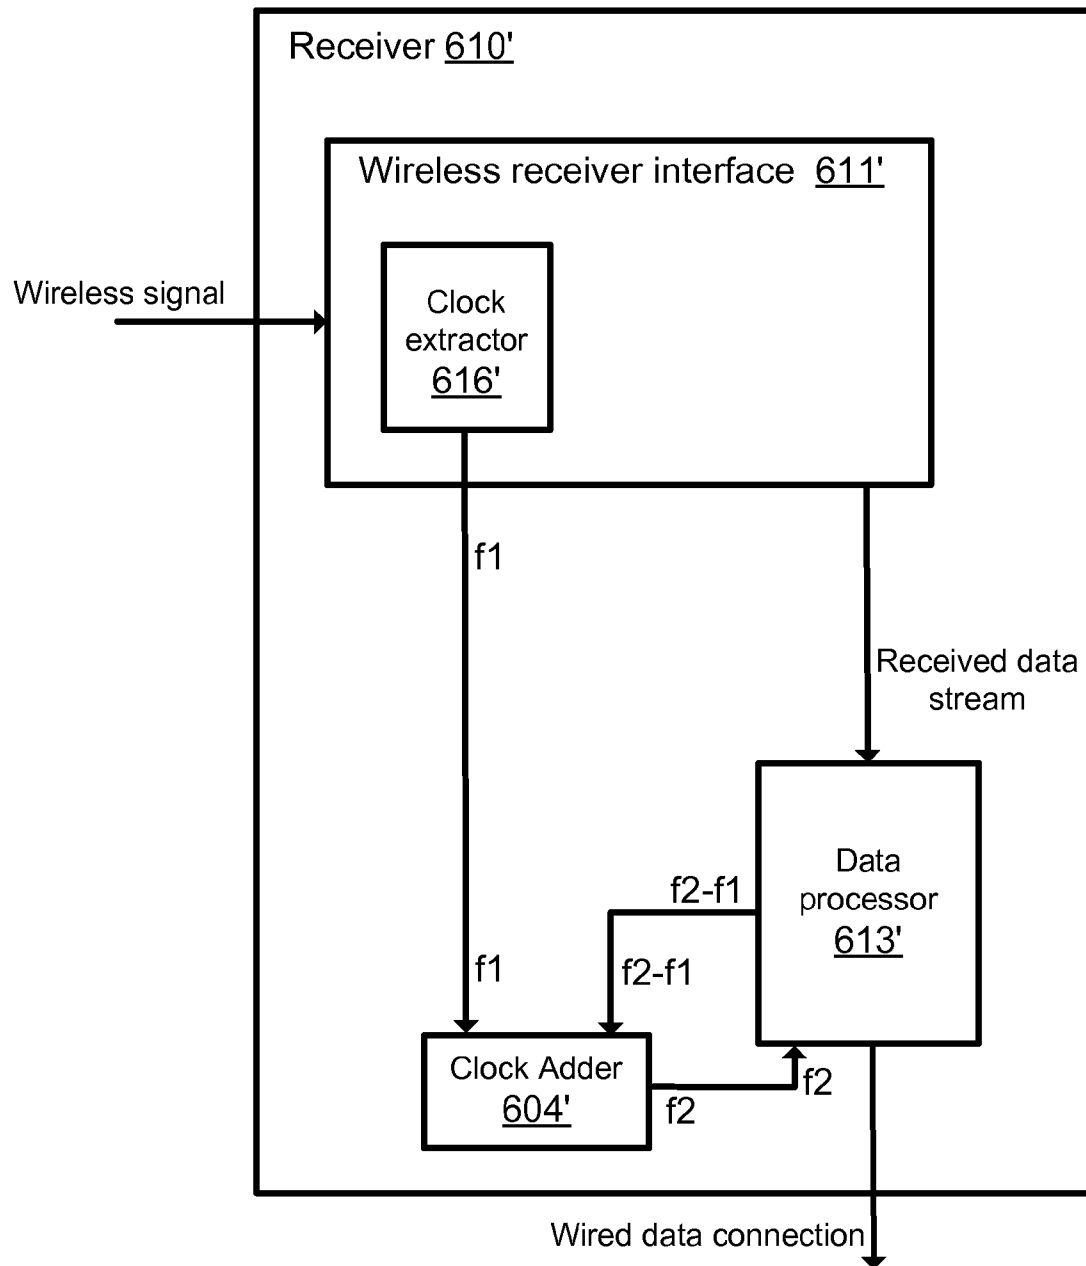 Receiver 610'
Wireless receiver interface 611'
Wireless signal
Clock
extractor
616'
f1
Received data
stream
Data
processor
613'
f2-f1
f1
f2-f1
Clock Adder
604'
f2
f2
Wired data connection